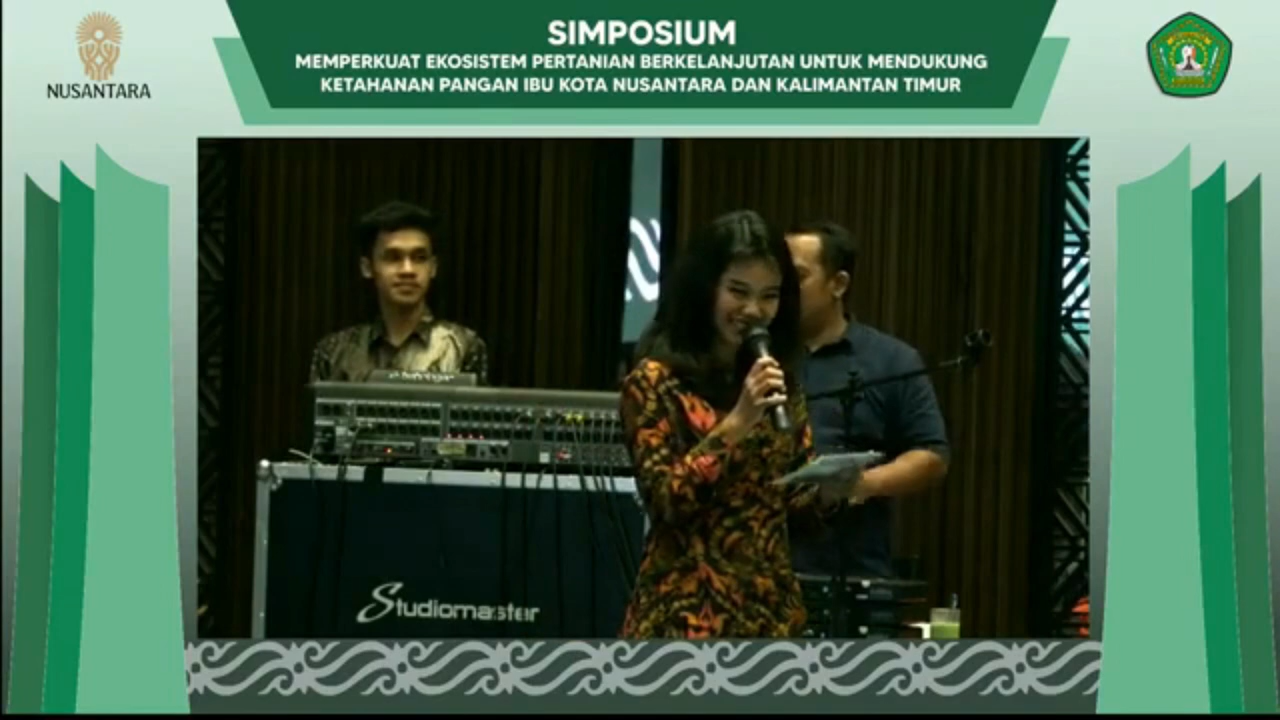 SIMPOSIUM
MEMPERKUAT EKOSISTEM PERTANIAN BERKELANJUTAN UNTUK MENDUKUNG
KETAHANAN PANGAN IBU KOTA NUSANTARA DAN KALIMANTAN TIMUR
NUSANTARA
Studiomaster